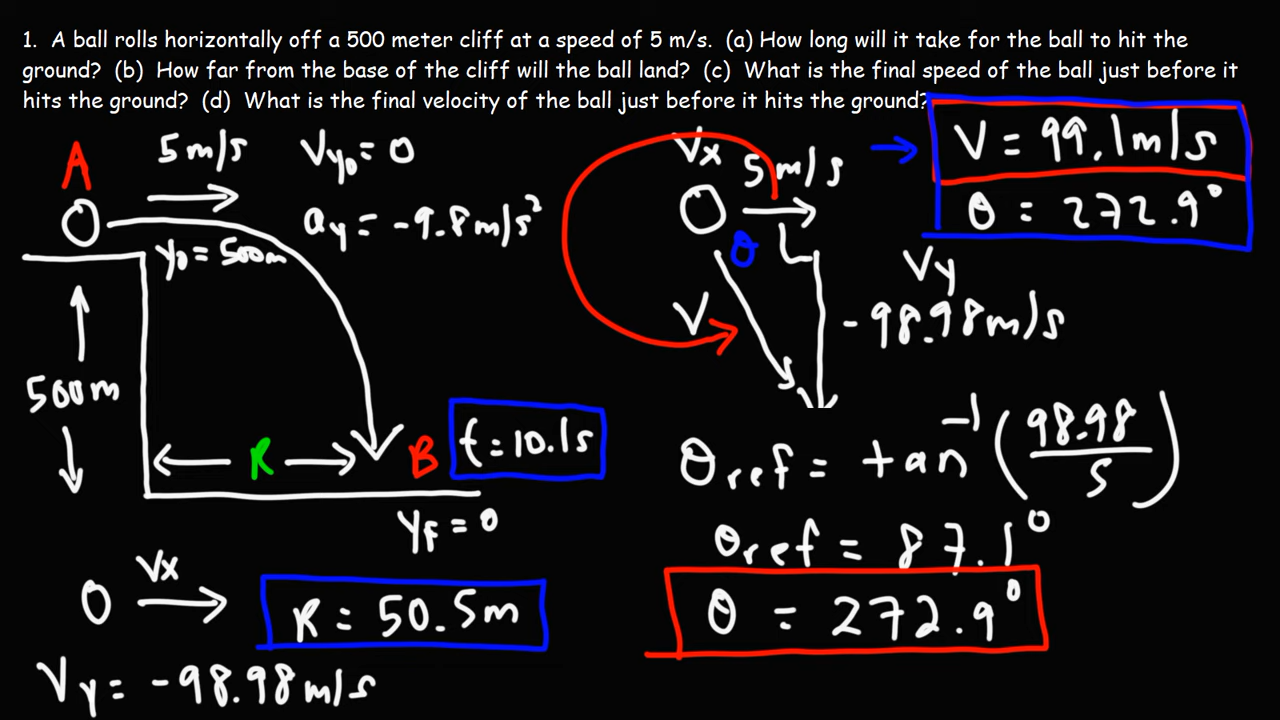 1. A ball rolls horizontally off a 500 meter cliff at a speed of 5 m/s. (a) How long will it take for the ball to hit the
ground? (b) How far from the base of the cliff will the ball land? (c) What is the final speed of the ball just before it
hits the ground? (d) What is the final velocity of the ball just before it hits the ground?
A
5 m/s
Vy₀ = 0
ay = -9.8 m/s²
y₀ = 500m
500m
R
B
t = 10.1s
YF = 0
Vx
R = 50.5m
Vy = -98.98 m/s
Vx
5 m/s
θ
V
Vy
-98.98 m/s
→ V = 99.1 m/s
θ = 272.9°
θref = tan⁻¹ (98.98/5)
θref = 87.1°
θ = 272.9°